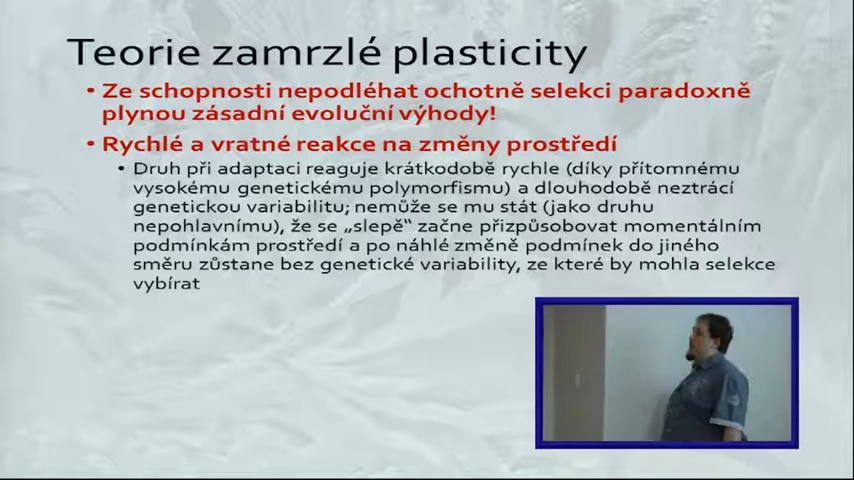 Teorie zamrzlé plasticity
• Ze schopnosti nepodléhat ochotně selekci paradoxně
plynou zásadní evoluční výhody!
• Rychlé a vratné reakce na změny prostředí
• Druh při adaptaci reaguje krátkodobě rychle (díky přítomnému
vysokému genetickému polymorfismu) a dlouhodobě neztrácí
genetickou variabilitu; nemůže se mu stát (jako druhu
nepohlavnímu), že se „slepě“ začne přizpůsobovat momentálním
podmínkám prostředí a po náhlé změně podmínek do jiného
směru zůstane bez genetické variability, ze které by mohla selekce
vybírat